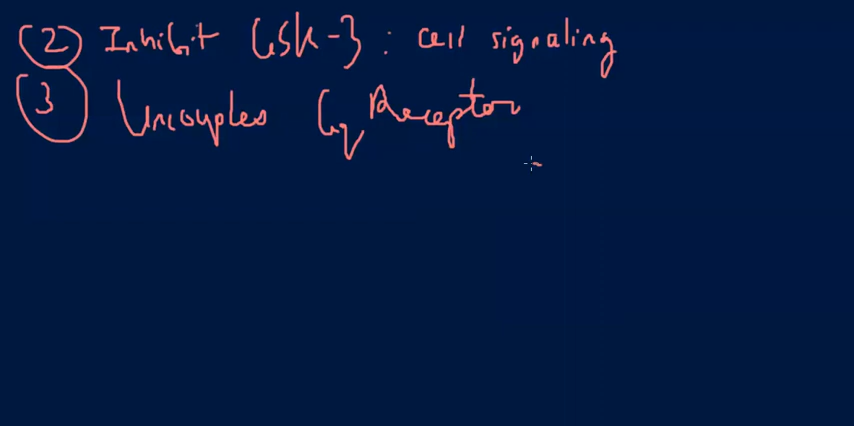 (2) Inhibit GSK-3 : cell signaling
(3 Uncouples Gq Receptor